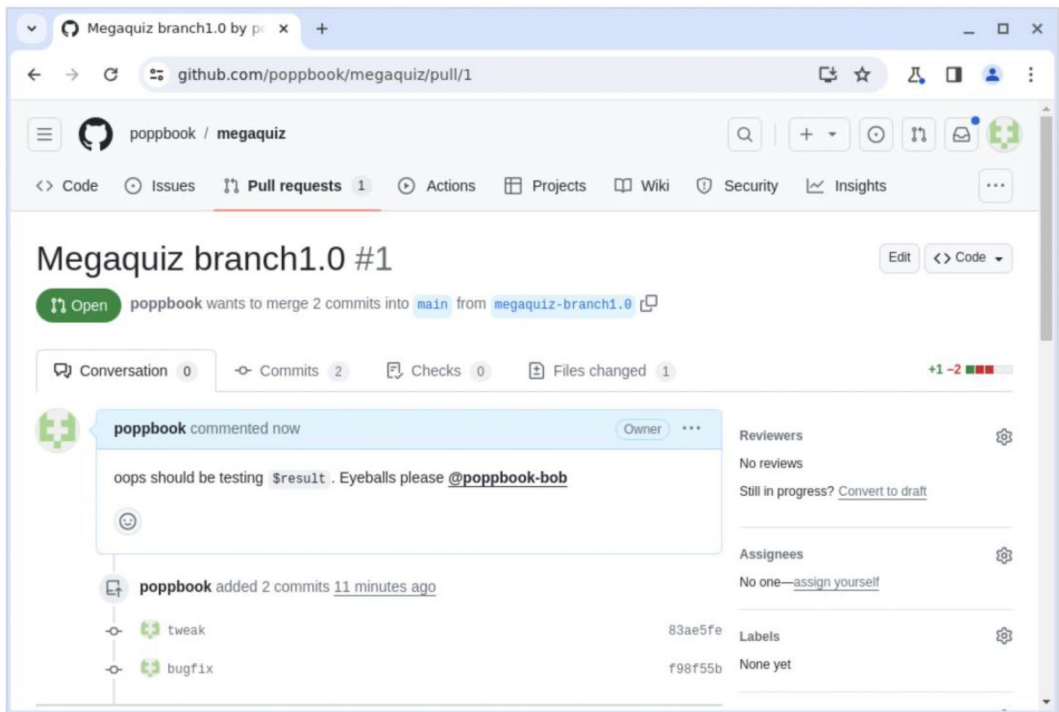 Megaquiz branch1.0 by po
github.com/poppbook/megaquiz/pull/1
poppbook / megaquiz
Code Issues Pull requests 1 Actions Projects Wiki Security Insights
Megaquiz branch1.0 #1
Edit <> Code
Open poppbook wants to merge 2 commits into main from megaquiz-branch1.0
Conversation 0 Commits 2 Checks 0 Files changed 1 +1 −2
poppbook commented now Owner
oops should be testing $result. Eyeballs please @poppbook-bob
Reviewers
No reviews
Still in progress? Convert to draft
Assignees
No one—assign yourself
poppbook added 2 commits 11 minutes ago
tweak 83ae5fe
bugfix f98f55b
Labels
None yet